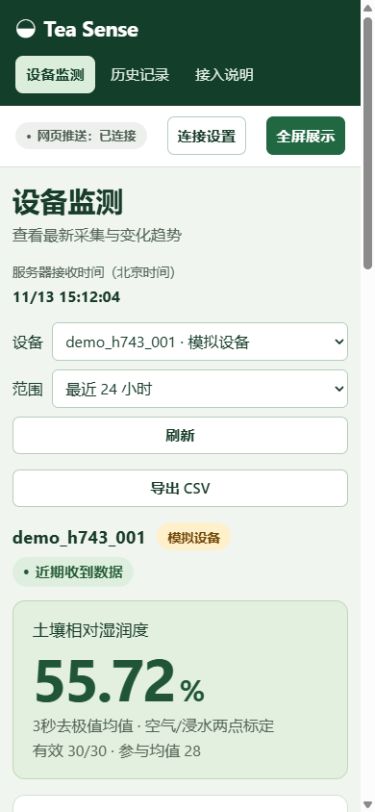 Tea Sense
设备监测 历史记录 接入说明
• 网页推送：已连接 连接设置 全屏展示
设备监测
查看最新采集与变化趋势
服务器接收时间（北京时间）
11/13 15:12:04
设备 demo_h743_001 · 模拟设备
范围 最近 24 小时
刷新
导出 CSV
demo_h743_001 模拟设备
• 近期收到数据
土壤相对湿润度
55.72%
3秒去极值均值 · 空气/浸水两点标定
有效 30/30 · 参与均值 28